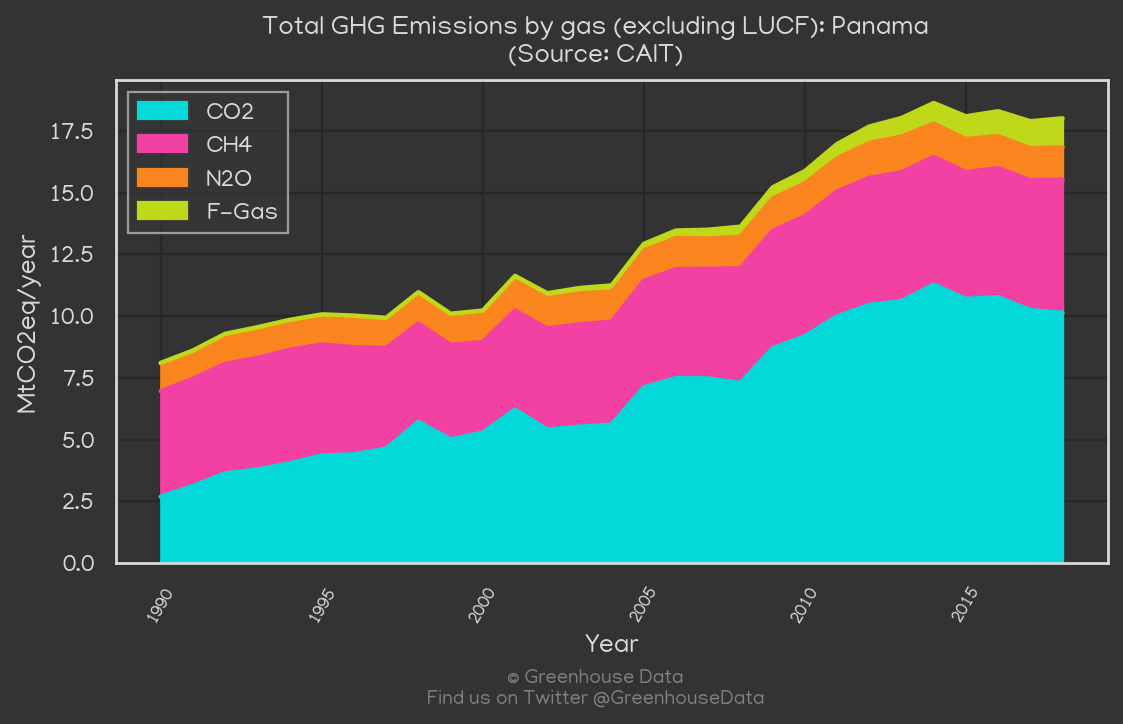 Total GHG Emissions by gas (excluding LUCF): Panama
(Source: CAIT)
CO2
CH4
N2O
F-Gas
MtCO2eq/year
17.5
15.0
12.5
10.0
7.5
5.0
2.5
0.0
1990
1995
2000
2005
2010
2015
Year
© Greenhouse Data
Find us on Twitter @GreenhouseData